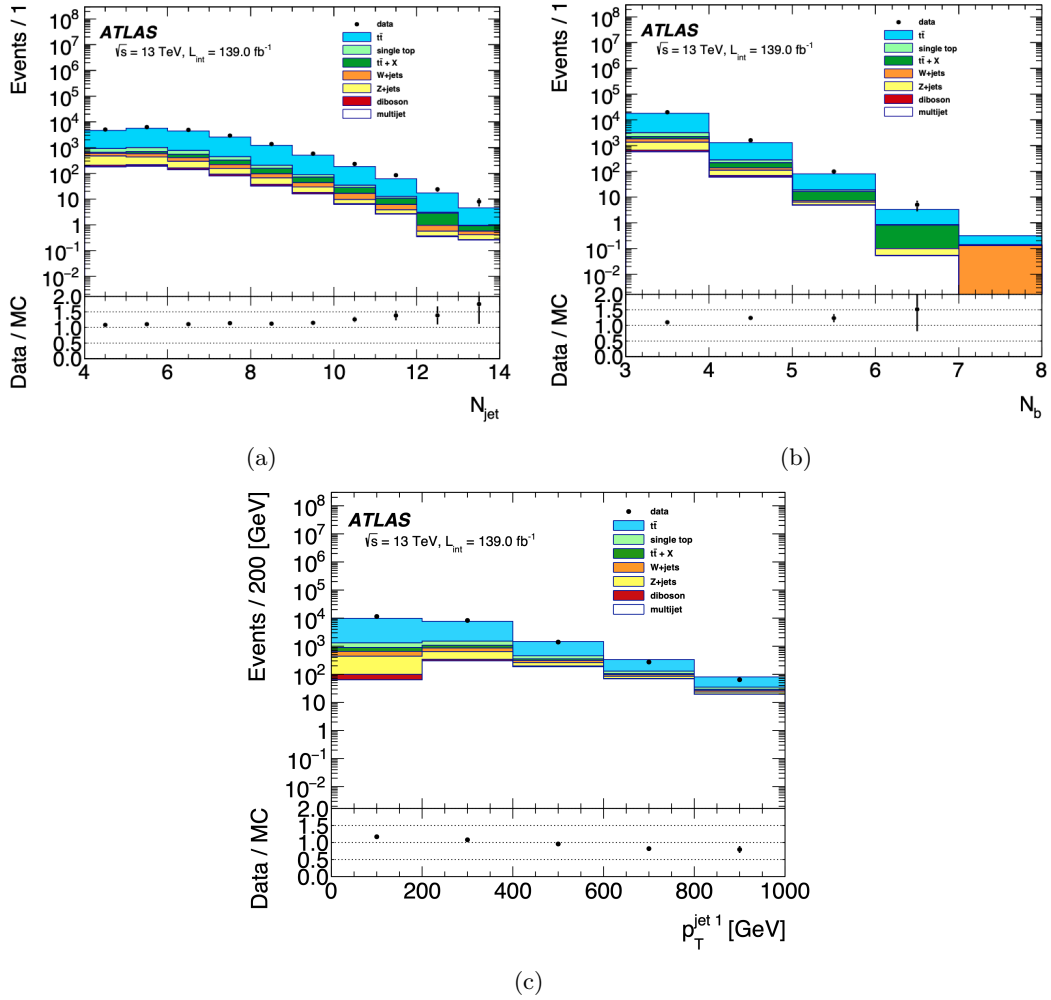 Events / 1
10⁸
10⁷
10⁶
10⁵
10⁴
10³
10²
10
1
10⁻¹
10⁻²
ATLAS
√s = 13 TeV, L_int = 139.0 fb⁻¹
data
tt̄
single top
tt̄ + X
W+jets
Z+jets
diboson
multijet
Data / MC
2.0
1.5
1.0
0.5
0.0
4 6 8 10 12 14
N_jet
(a)
Events / 1
10⁸
10⁷
10⁶
10⁵
10⁴
10³
10²
10
1
10⁻¹
10⁻²
ATLAS
√s = 13 TeV, L_int = 139.0 fb⁻¹
data
tt̄
single top
tt̄ + X
W+jets
Z+jets
diboson
multijet
Data / MC
2.0
1.5
1.0
0.5
0.0
3 4 5 6 7 8
N_b
(b)
Events / 200 [GeV]
10⁸
10⁷
10⁶
10⁵
10⁴
10³
10²
10
1
10⁻¹
10⁻²
ATLAS
√s = 13 TeV, L_int = 139.0 fb⁻¹
data
tt̄
single top
tt̄ + X
W+jets
Z+jets
diboson
multijet
Data / MC
2.0
1.5
1.0
0.5
0.0
0 200 400 600 800 1000
p_T^jet 1 [GeV]
(c)